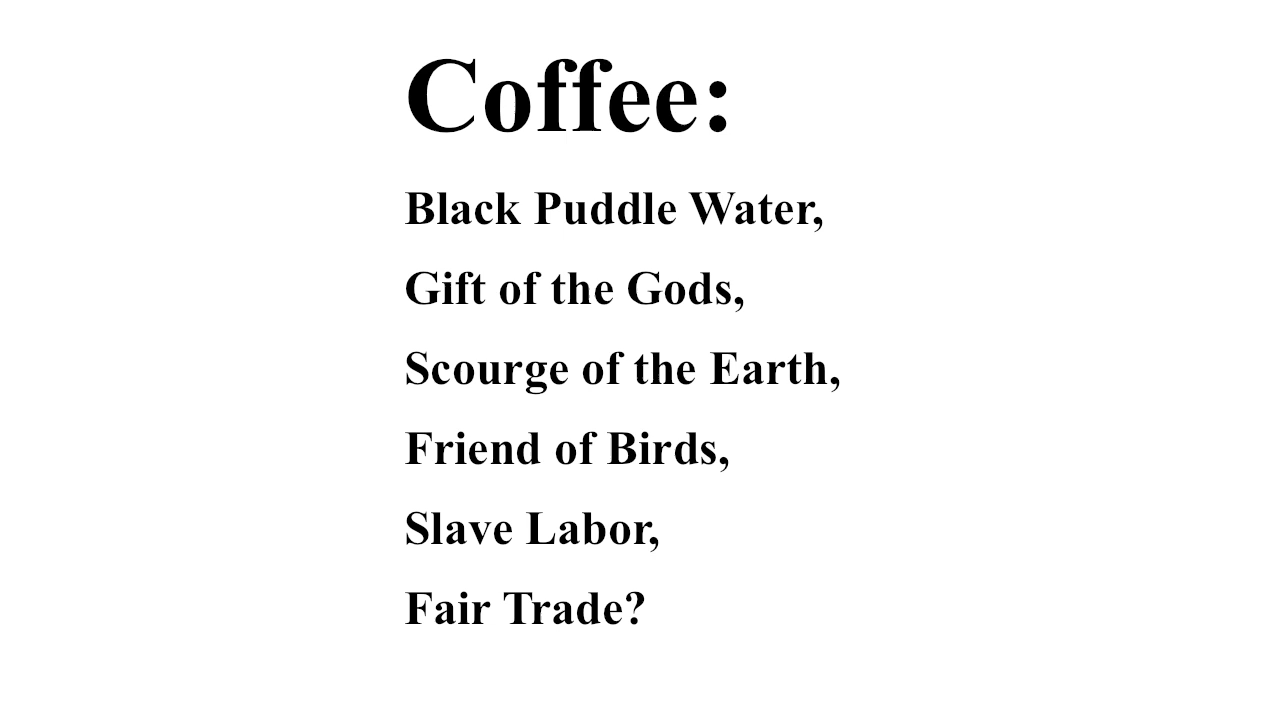 Coffee:
Black Puddle Water,
Gift of the Gods,
Scourge of the Earth,
Friend of Birds,
Slave Labor,
Fair Trade?